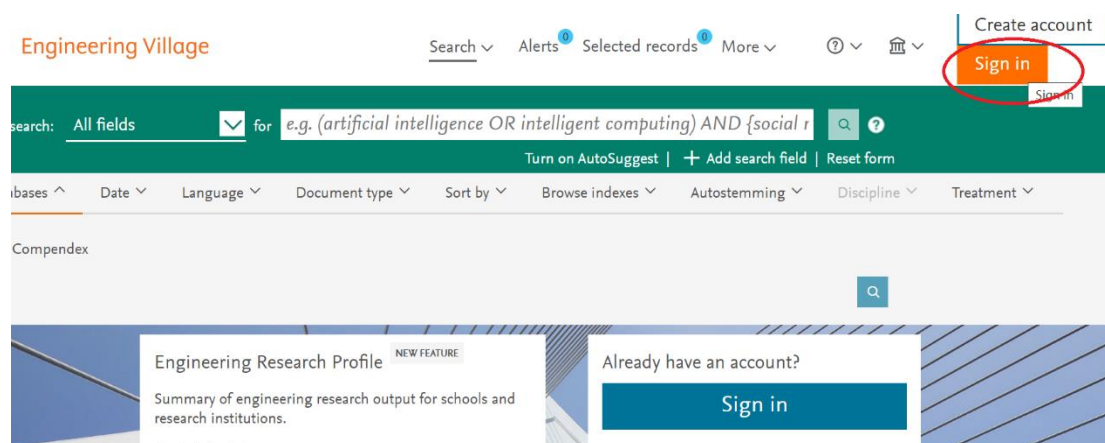 Create account
Engineering Village
Search Alerts 0 Selected records 0 More
Sign in
Sign in
search: All fields for e.g. (artificial intelligence OR intelligent computing) AND {social r
Turn on AutoSuggest | + Add search field | Reset form
abases Date Language Document type Sort by Browse indexes Autostemming Discipline Treatment
Compendex
Engineering Research Profile NEW FEATURE
Summary of engineering research output for schools and
research institutions.
Already have an account?
Sign in